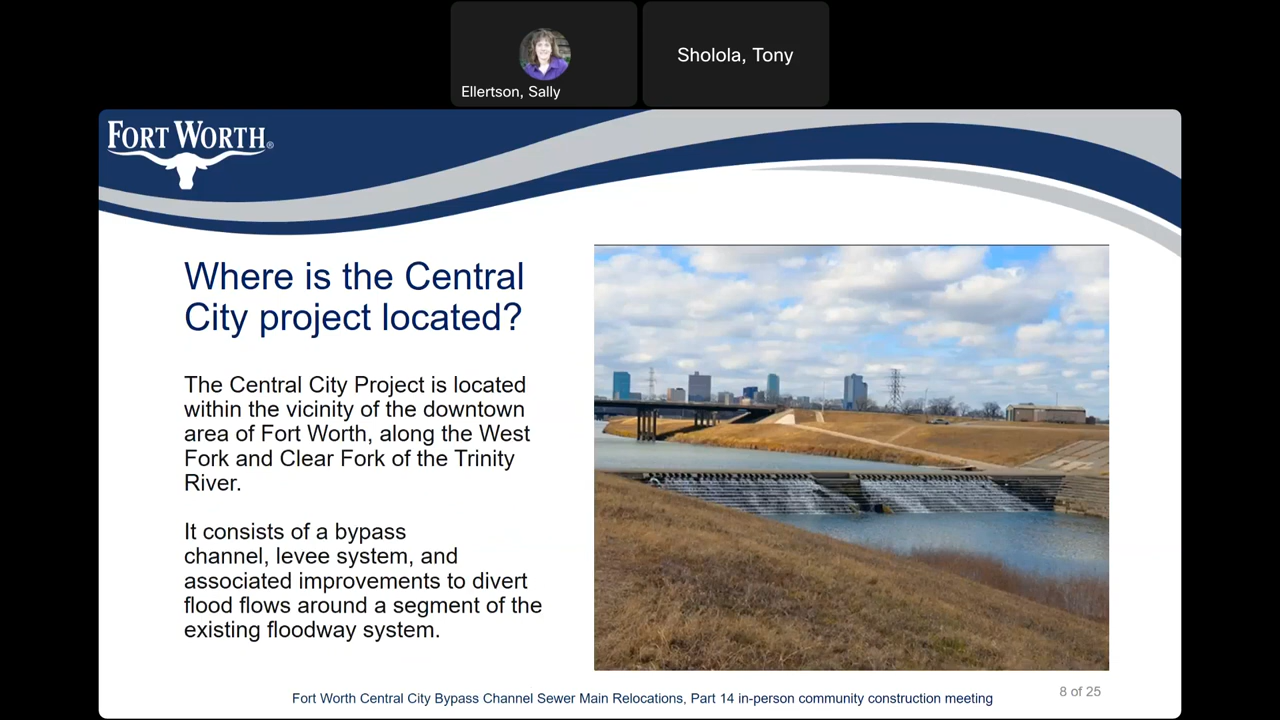 Ellertson, Sally
Sholola, Tony
FORT WORTH®
Where is the Central
City project located?
The Central City Project is located
within the vicinity of the downtown
area of Fort Worth, along the West
Fork and Clear Fork of the Trinity
River.
It consists of a bypass
channel, levee system, and
associated improvements to divert
flood flows around a segment of the
existing floodway system.
Fort Worth Central City Bypass Channel Sewer Main Relocations, Part 14 in-person community construction meeting
8 of 25